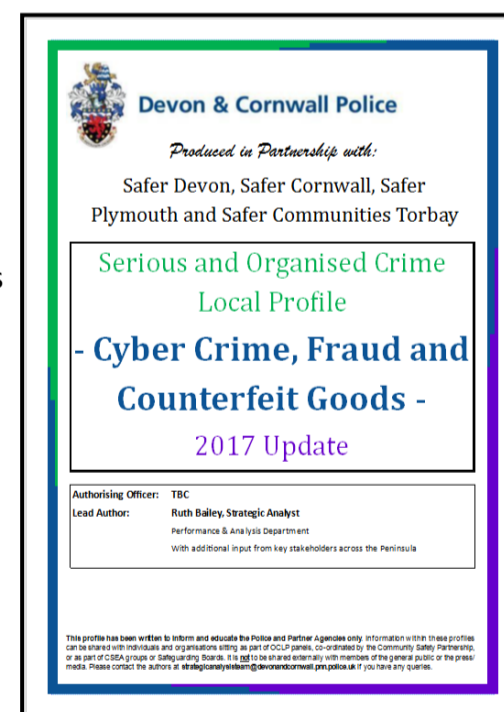 Devon & Cornwall Police
Produced in Partnership with:
Safer Devon, Safer Cornwall, Safer
Plymouth and Safer Communities Torbay
s
Serious and Organised Crime
Local Profile
- Cyber Crime, Fraud and
Counterfeit Goods -
2017 Update
Authorising Officer: TBC
Lead Author: Ruth Bailey, Strategic Analyst
Performance & Analysis Department
With additional input from key stakeholders across the Peninsula
This profile has been written to inform and educate the Police and Partner Agencies only. Information within these profiles
can be shared with individuals and organisations sitting as part of OCLP panels, co-ordinated by the Community Safety Partnership,
or as part of CSEA groups or Safeguarding Boards. It is not to be shared externally with members of the general public or the press/
media. Please contact the authors at strategicanalysisteam@devonandcornwall.pnn.police.uk if you have any queries.